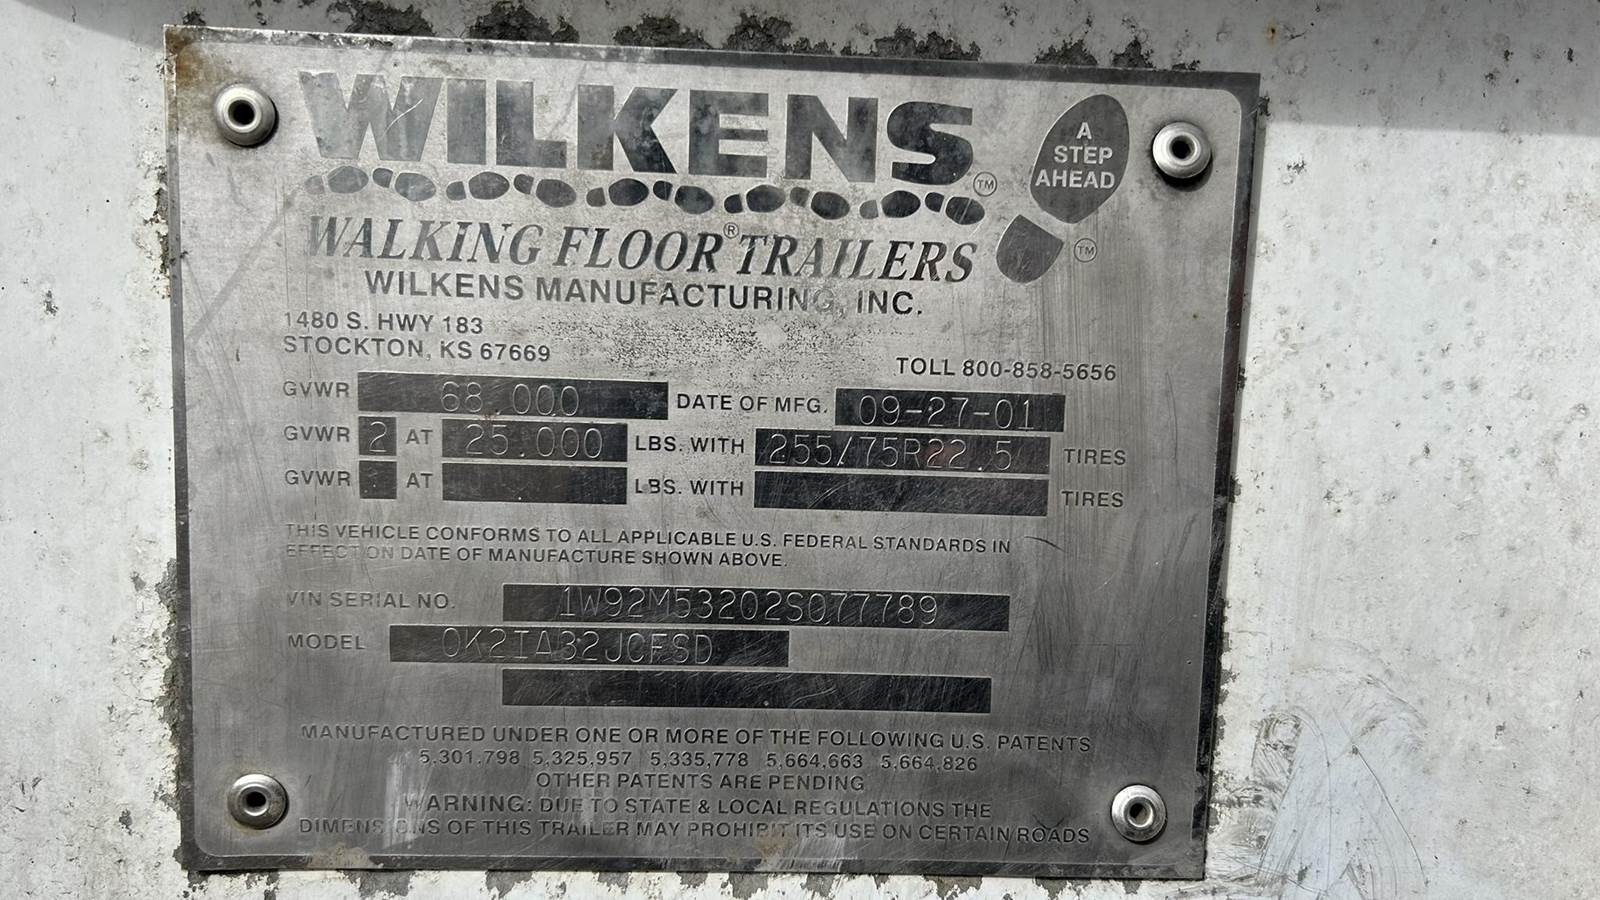 WILKENS ™
A
STEP
AHEAD
™
WALKING FLOOR® TRAILERS
WILKENS MANUFACTURING, INC.
1480 S. HWY 183
STOCKTON, KS 67669
TOLL 800-858-5656
GVWR 68.000 DATE OF MFG. 09-27-01
GVWR 2 AT 25.000 LBS. WITH 255/75R22.5 TIRES
GVWR AT LBS. WITH TIRES
THIS VEHICLE CONFORMS TO ALL APPLICABLE U.S. FEDERAL STANDARDS IN
EFFECT ON DATE OF MANUFACTURE SHOWN ABOVE.
VIN SERIAL NO. 1W92M53202S077789
MODEL OK2IA32JCFSD
MANUFACTURED UNDER ONE OR MORE OF THE FOLLOWING U.S. PATENTS
5,301,798 5,325,957 5,335,778 5,664,663 5,664,826
OTHER PATENTS ARE PENDING
WARNING: DUE TO STATE & LOCAL REGULATIONS THE
DIMENSIONS OF THIS TRAILER MAY PROHIBIT ITS USE ON CERTAIN ROADS